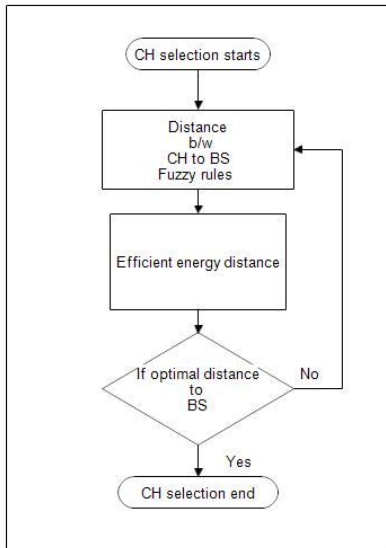 CH selection starts
Distance
b/w
CH to BS
Fuzzy rules
Efficient energy distance
If optimal distance
to
BS
No
Yes
CH selection end